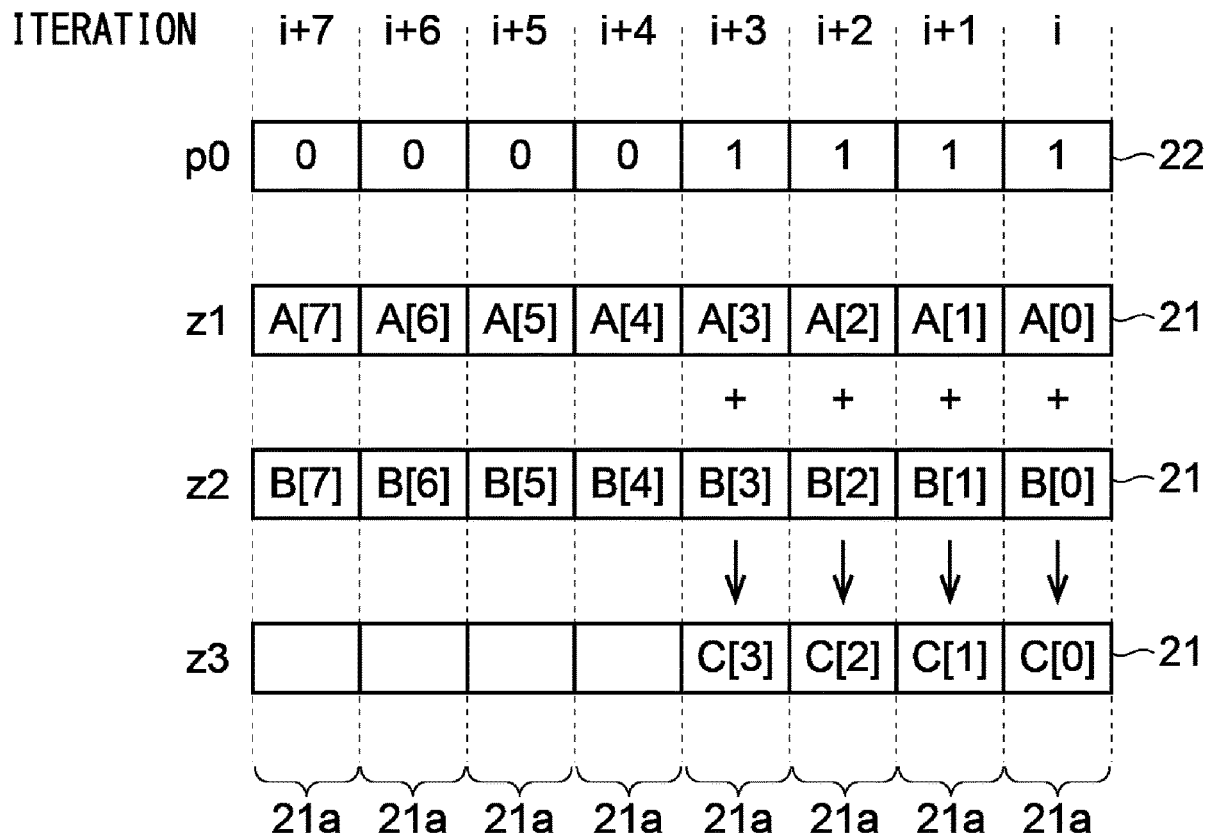 ITERATION i+7 i+6 i+5 i+4 i+3 i+2 i+1 i
p0 0 0 0 0 1 1 1 1 22
z1 A[7] A[6] A[5] A[4] A[3] A[2] A[1] A[0] 21
+ + + +
z2 B[7] B[6] B[5] B[4] B[3] B[2] B[1] B[0] 21
z3 C[3] C[2] C[1] C[0] 21
21a 21a 21a 21a 21a 21a 21a 21a